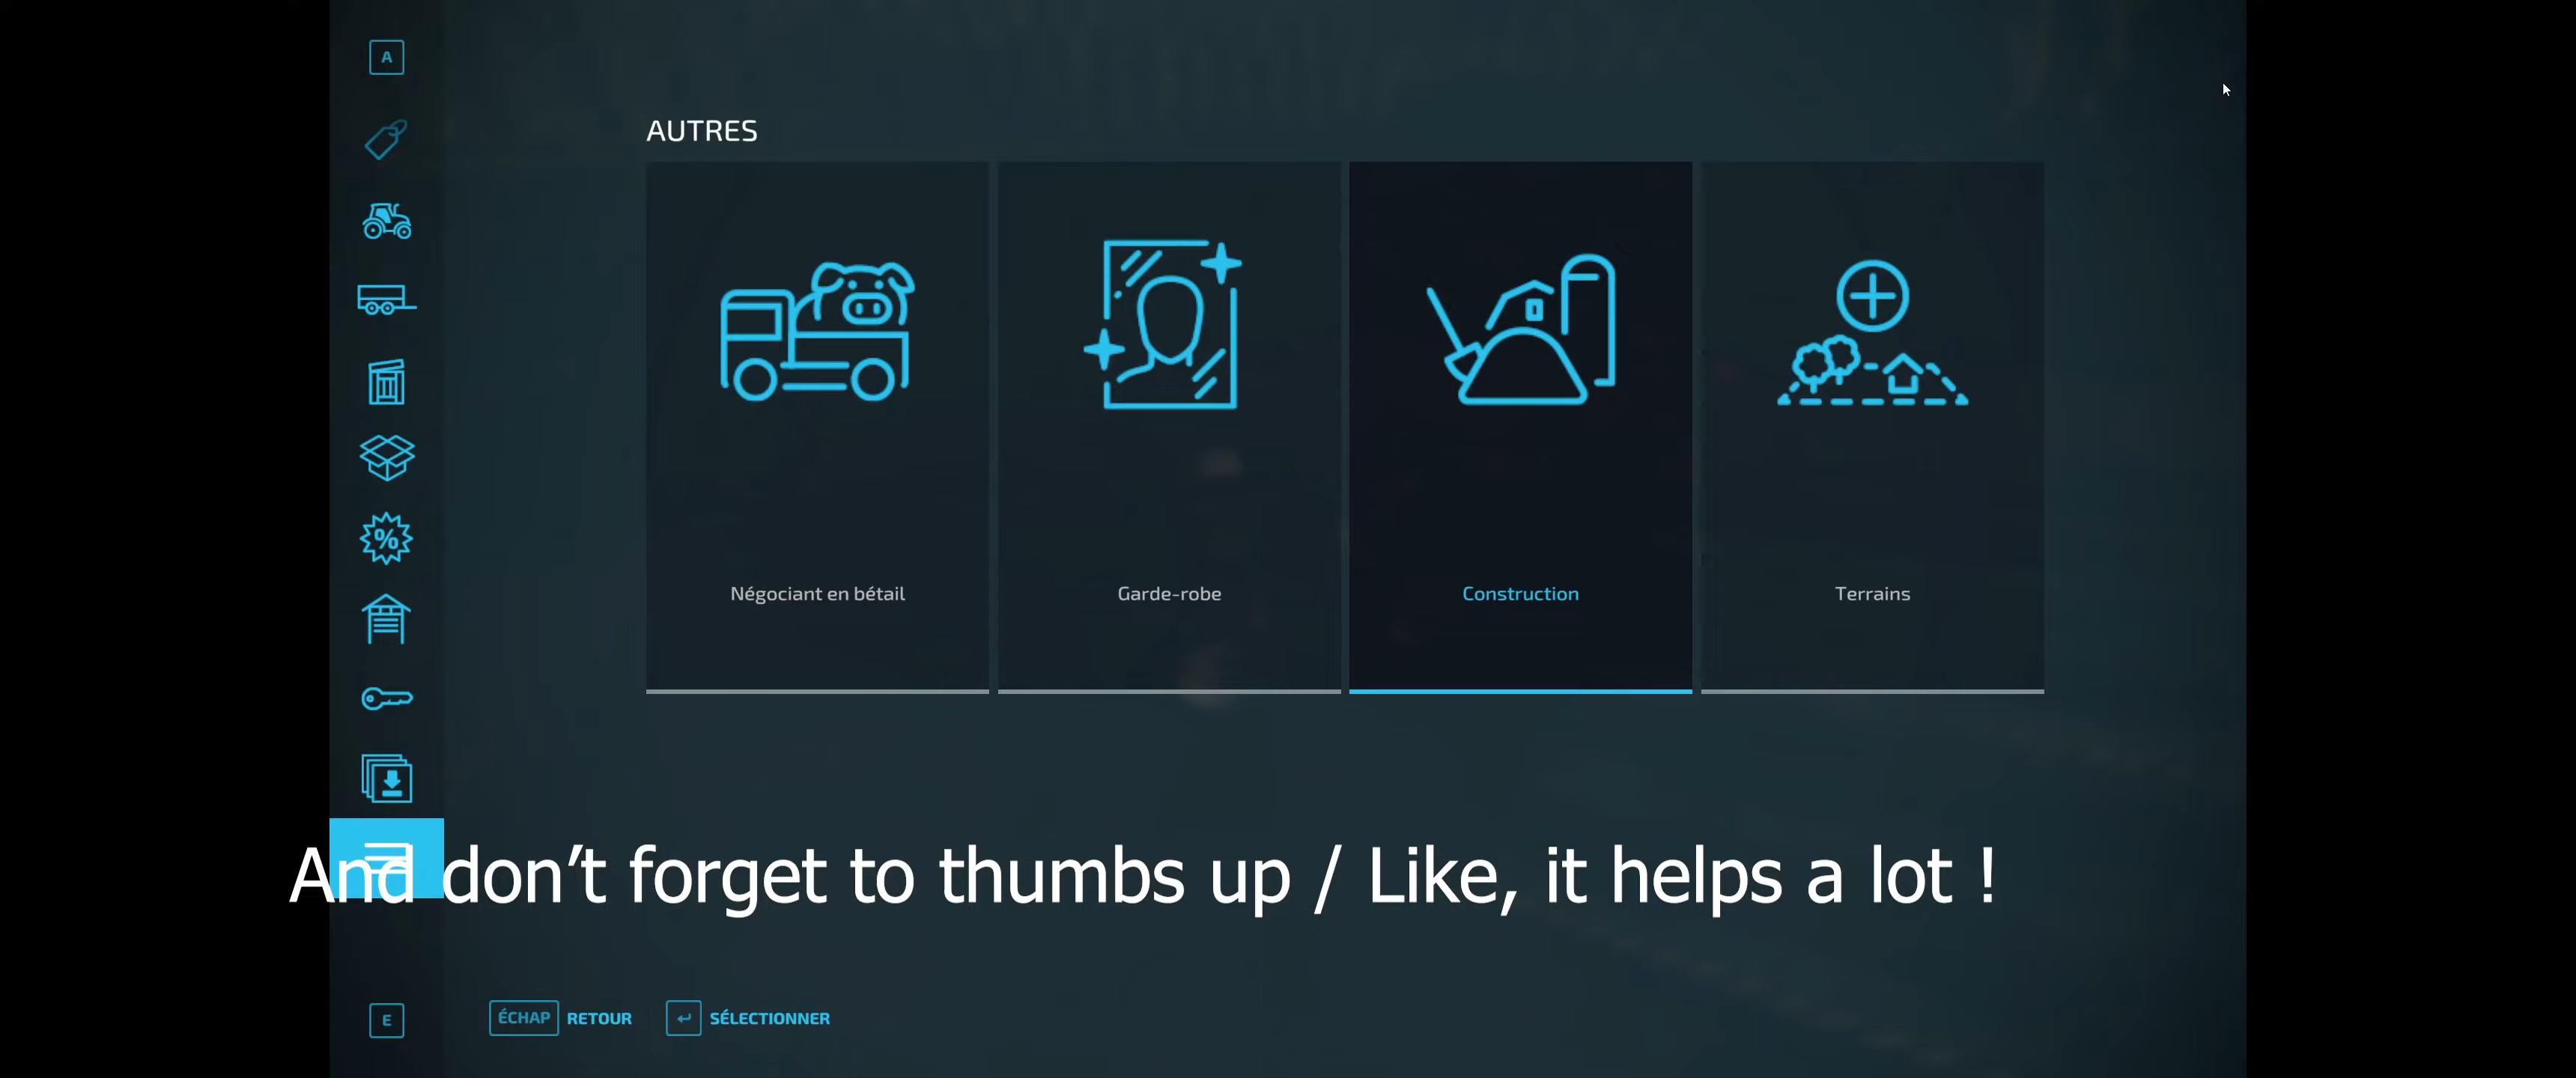 A
AUTRES
Négociant en bétail
Garde-robe
Construction
Terrains
%
And don’t forget to thumbs up / Like, it helps a lot !
E
ÉCHAP RETOUR
SÉLECTIONNER